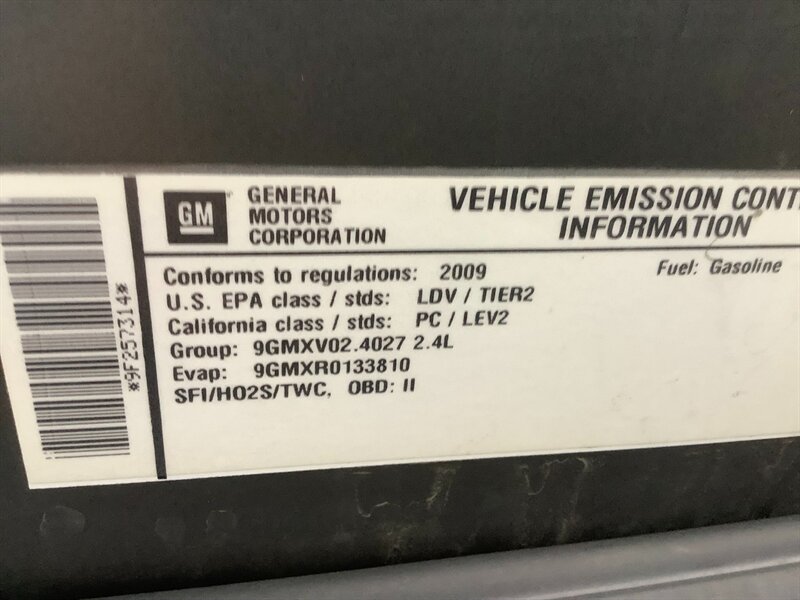 *9F257314*
GM
GENERAL
MOTORS
CORPORATION
VEHICLE EMISSION CONT
INFORMATION
Conforms to regulations: 2009
Fuel: Gasoline
U.S. EPA class / stds: LDV / TIER2
California class / stds: PC / LEV2
Group: 9GMXV02.4027 2.4L
Evap: 9GMXR0133810
SFI/HO2S/TWC, OBD: II